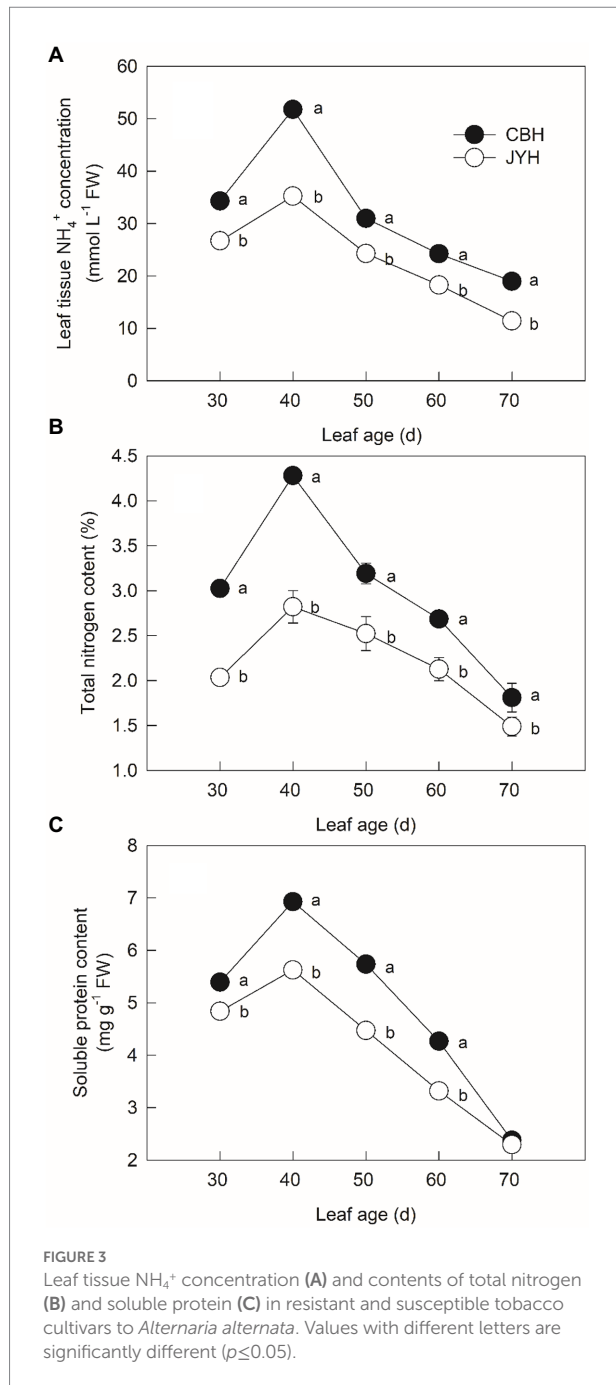 A
Leaf tissue NH₄⁺ concentration
(mmol L⁻¹ FW)
60
50
40
30
20
10
0
CBH
JYH
a
a
a
a
a
b
b
b
b
b
30 40 50 60 70
Leaf age (d)
B
Total nitrogen cotent (%)
4.5
4.0
3.5
3.0
2.5
2.0
1.5
1.0
a
a
a
a
a
b
b
b
b
b
30 40 50 60 70
Leaf age (d)
C
Soluble protein content
(mg g⁻¹ FW)
8
7
6
5
4
3
2
a
a
a
a
b
b
b
b
30 40 50 60 70
Leaf age (d)
FIGURE 3
Leaf tissue NH₄⁺ concentration (A) and contents of total nitrogen
(B) and soluble protein (C) in resistant and susceptible tobacco
cultivars to Alternaria alternata. Values with different letters are
significantly different (p≤0.05).